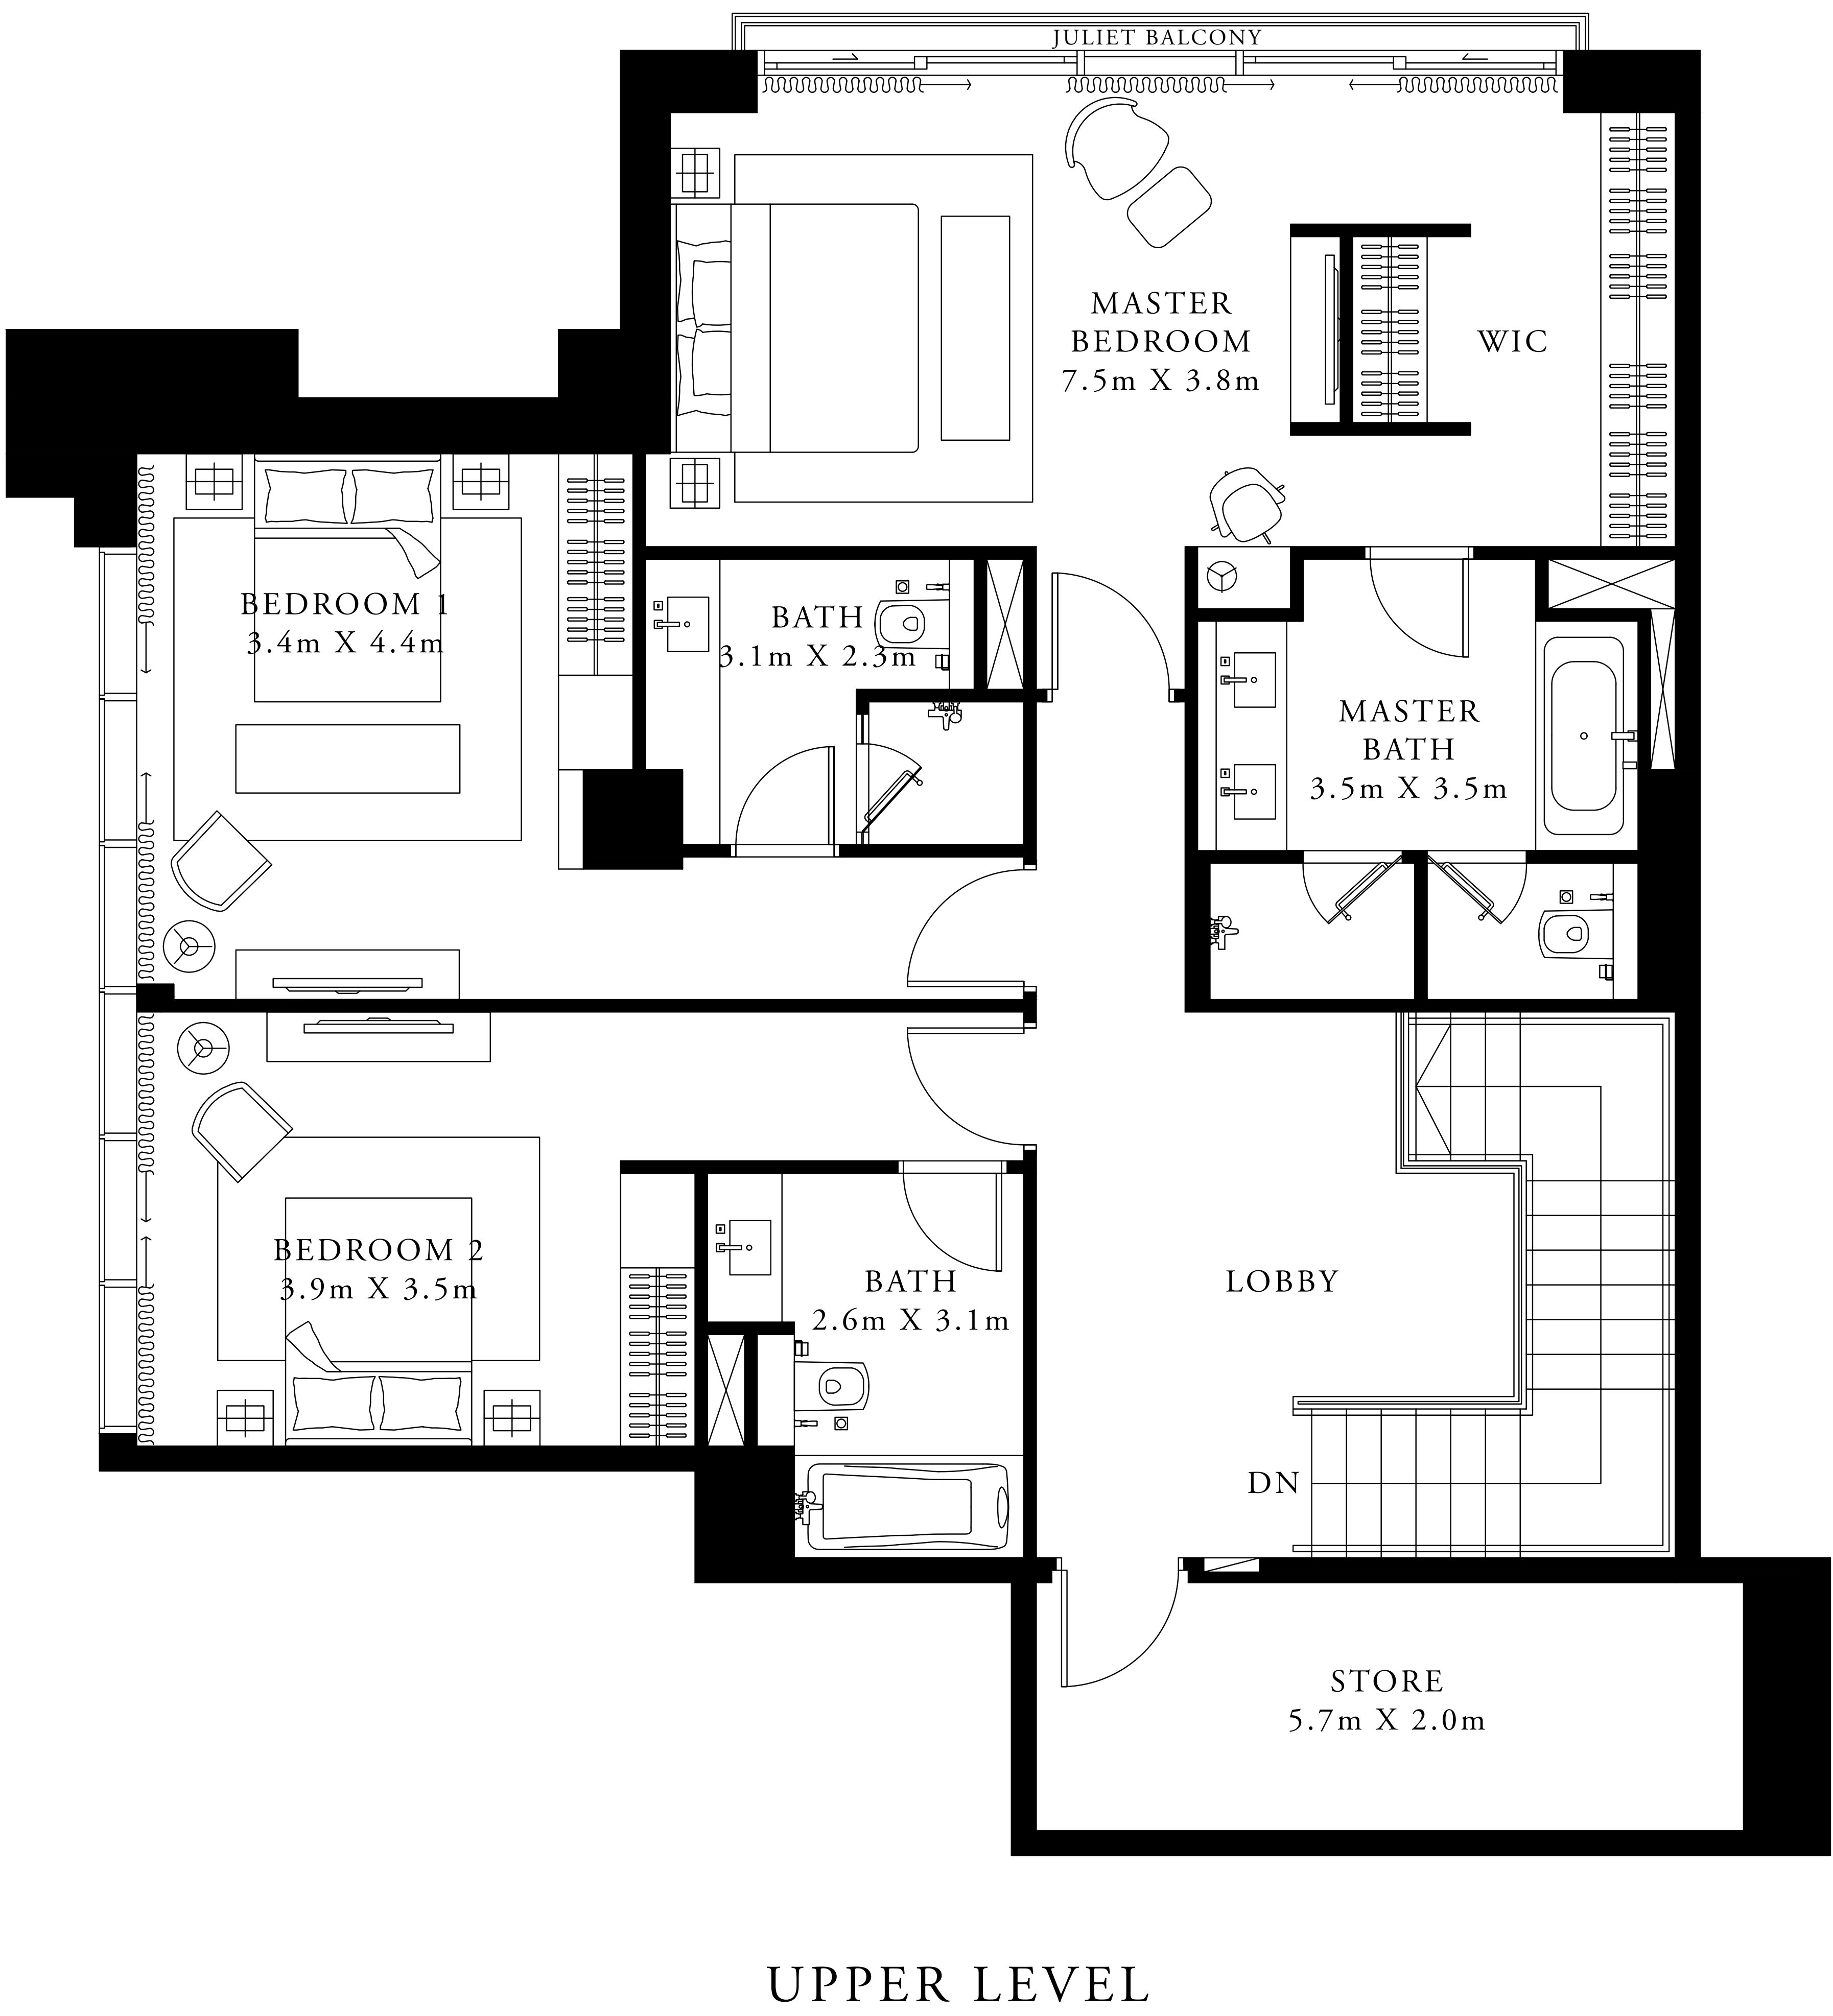 JULIET BALCONY
MASTER
BEDROOM
7.5m X 3.8m
WIC
BEDROOM 1
3.4m X 4.4m
BATH
3.1m X 2.3m
MASTER
BATH
3.5m X 3.5m
BEDROOM 2
3.9m X 3.5m
BATH
2.6m X 3.1m
LOBBY
DN
STORE
5.7m X 2.0m
UPPER LEVEL